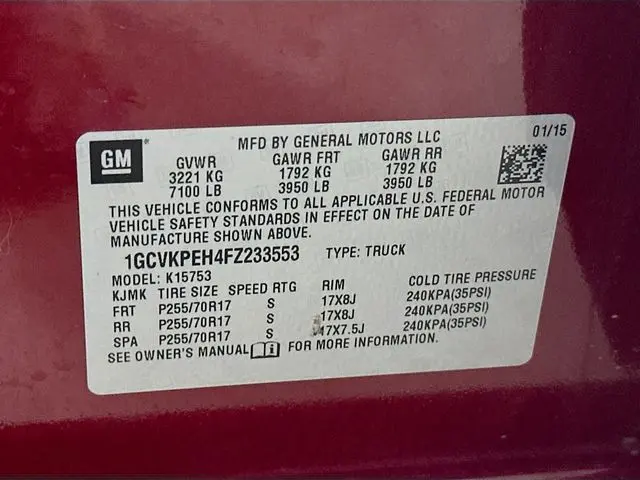 GM
MFD BY GENERAL MOTORS LLC 01/15
GVWR GAWR FRT GAWR RR
3221 KG 1792 KG 1792 KG
7100 LB 3950 LB 3950 LB
THIS VEHICLE CONFORMS TO ALL APPLICABLE U.S. FEDERAL MOTOR
VEHICLE SAFETY STANDARDS IN EFFECT ON THE DATE OF
MANUFACTURE SHOWN ABOVE.
1GCVKPEH4FZ233553 TYPE: TRUCK
MODEL: K15753
KJMK TIRE SIZE SPEED RTG RIM COLD TIRE PRESSURE
FRT P255/70R17 S 17X8J 240KPA(35PSI)
RR P255/70R17 S 17X8J 240KPA(35PSI)
SPA P255/70R17 S 17X7.5J 240KPA(35PSI)
SEE OWNER'S MANUAL FOR MORE INFORMATION.